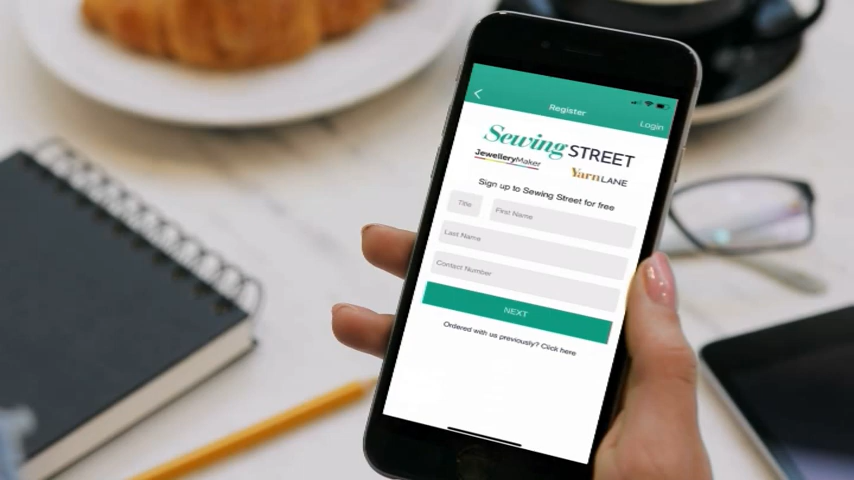 Register
Login
Sewing STREET
JewelleryMaker
YarnLANE
Sign up to Sewing Street for free
Title
First Name
Last Name
Contact Number
NEXT
Ordered with us previously? Click here